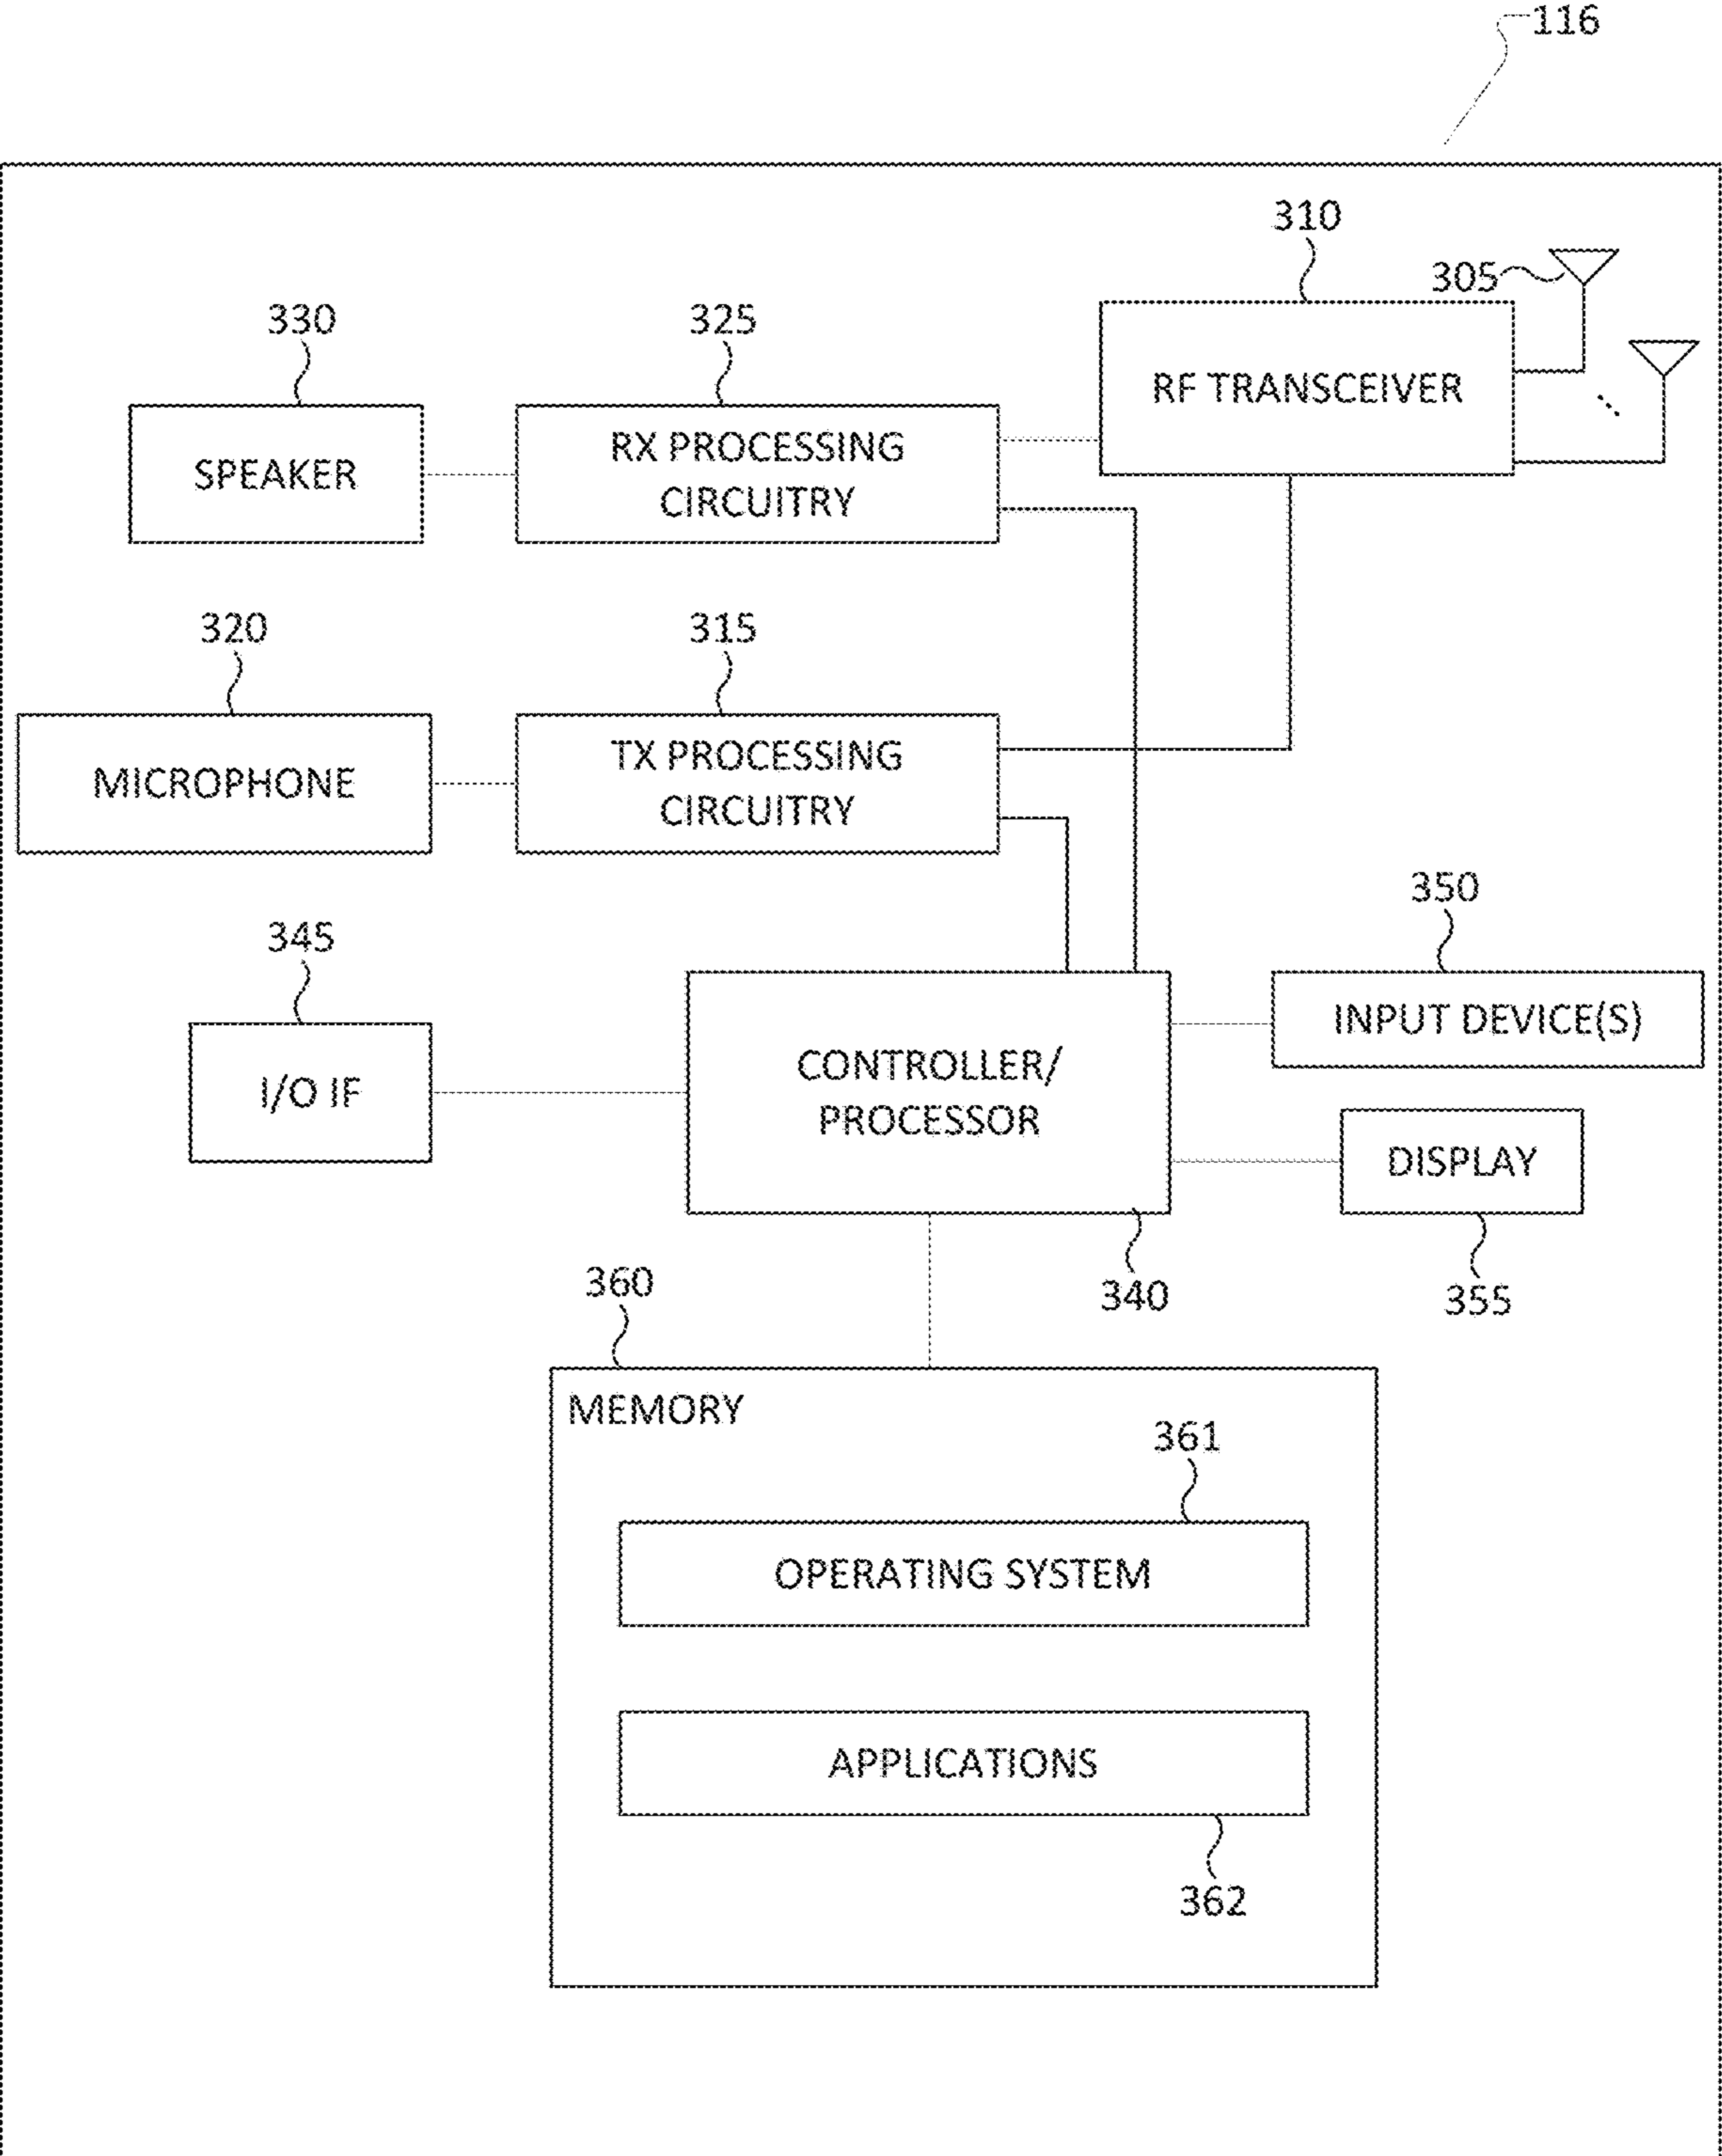 116
310
305
330
325
RF TRANSCEIVER
SPEAKER
RX PROCESSING
CIRCUITRY
320
315
MICROPHONE
TX PROCESSING
CIRCUITRY
350
345
INPUT DEVICE(S)
I/O IF
CONTROLLER/
PROCESSOR
DISPLAY
360
340
355
MEMORY
361
OPERATING SYSTEM
APPLICATIONS
362